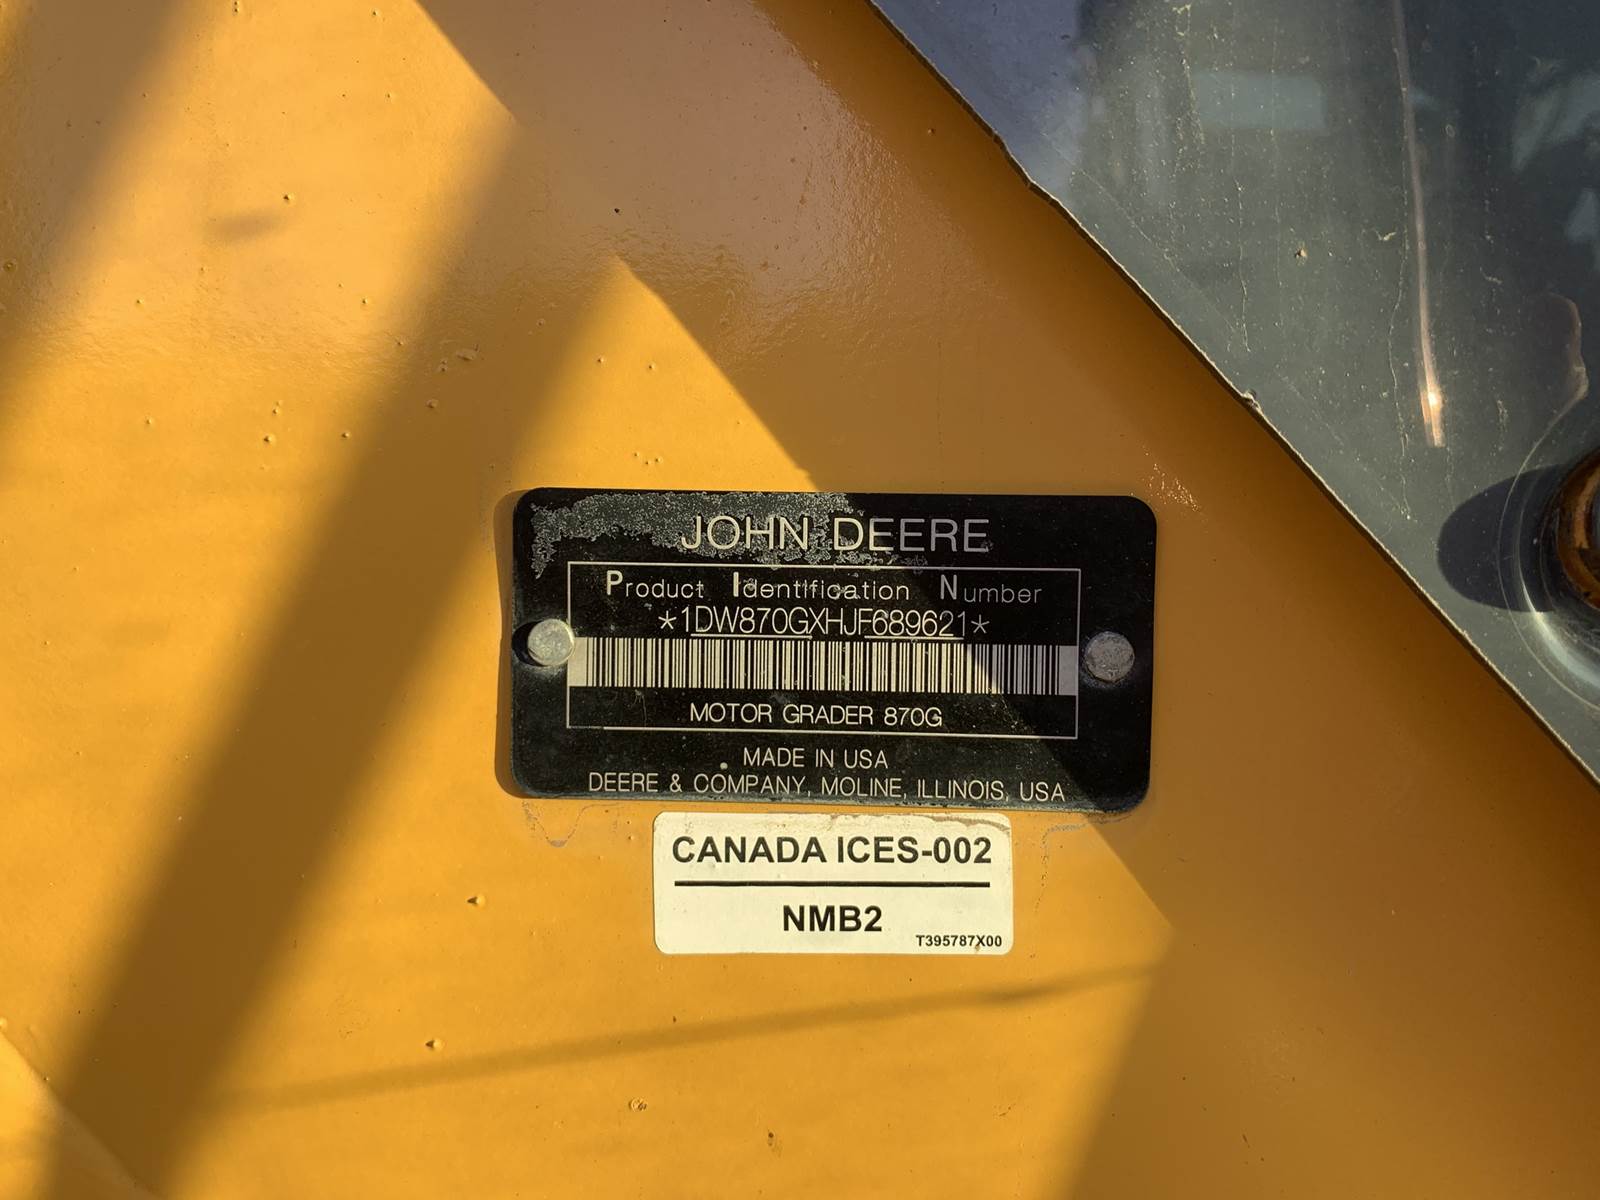 JOHN DEERE
Product Identification Number
*1DW870GXHJF689621*
MOTOR GRADER 870G
MADE IN USA
DEERE & COMPANY, MOLINE, ILLINOIS, USA
CANADA ICES-002
NMB2
T395787X00